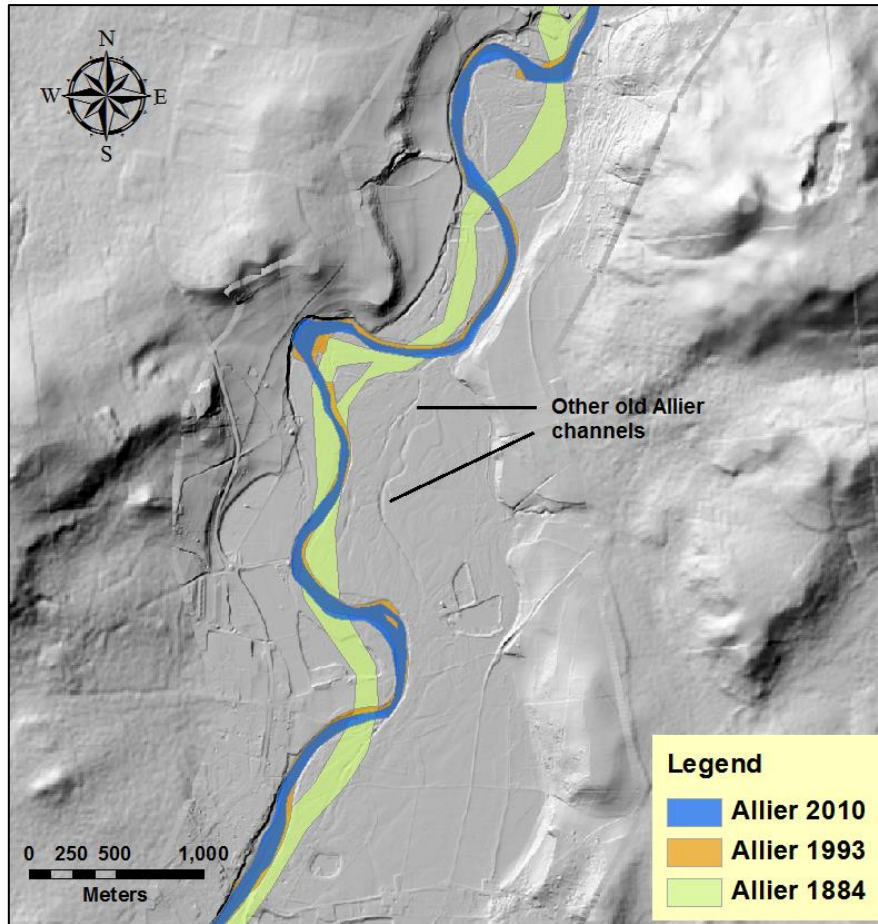 N
W E
S
Other old Allier
channels
Legend
Allier 2010
Allier 1993
Allier 1884
0 250 500 1,000
Meters